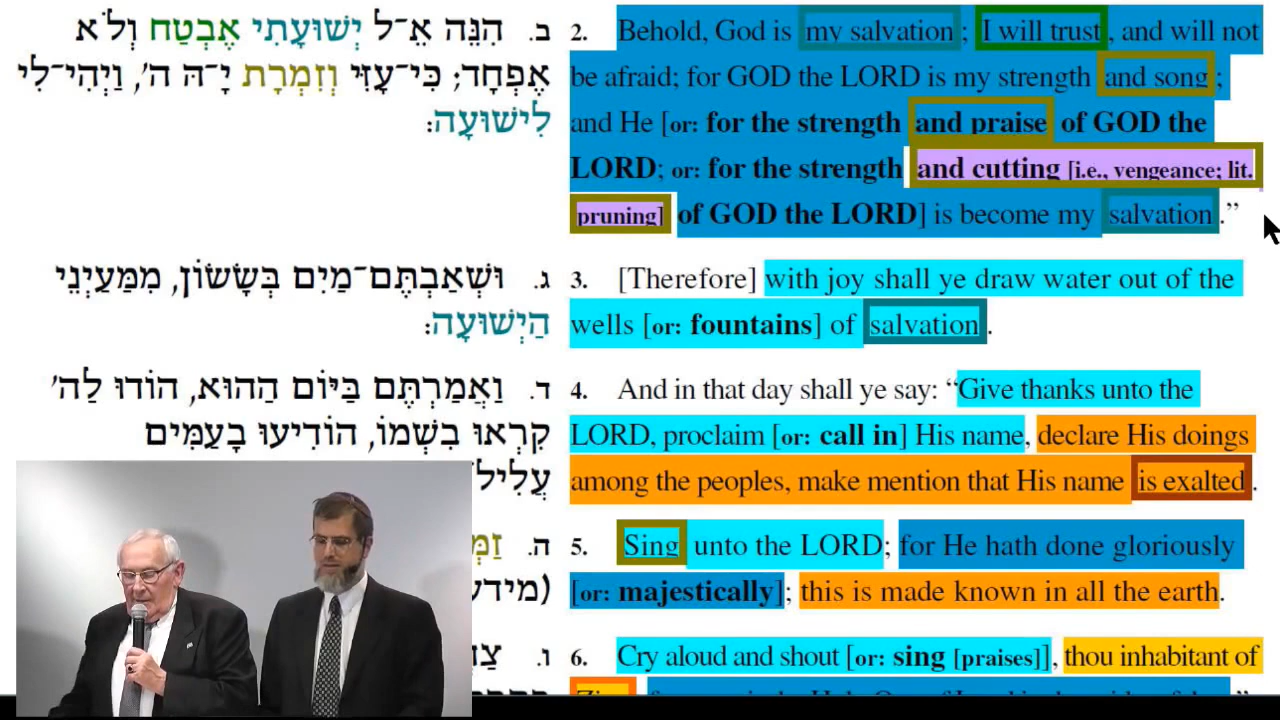 ב. הִנֵּה אֵ־ל יְשׁוּעָתִי אֶבְטַח וְלֹא
אֶפְחָד; כִּי־עָזִּי וְזִמְרָת יָ־הּ ה', וַיְהִי־לִי
לִישׁוּעָה:
2. Behold, God is my salvation; I will trust, and will not
be afraid; for GOD the LORD is my strength and song;
and He [or: for the strength and praise of GOD the
LORD; or: for the strength and cutting [i.e., vengeance; lit.
pruning] of GOD the LORD] is become my salvation.”
ג. וּשְׁאַבְתֶּם־מַיִם בְּשָׂשׂוֹן, מִמַּעַיְנֵי
הַיְשׁוּעָה:
3. [Therefore] with joy shall ye draw water out of the
wells [or: fountains] of salvation.
ד. וַאֲמַרְתֶּם בַּיּוֹם הַהוּא, הוֹדוּ לַה'
קִרְאוּ בִשְׁמוֹ, הוֹדִיעוּ בָעַמִּים
עֲלִיל
4. And in that day shall ye say: “Give thanks unto the
LORD, proclaim [or: call in] His name, declare His doings
among the peoples, make mention that His name is exalted.
ה. זַמְּ
(מידע
5. Sing unto the LORD; for He hath done gloriously
[or: majestically]; this is made known in all the earth.
ו. צַ
6. Cry aloud and shout [or: sing [praises]], thou inhabitant of